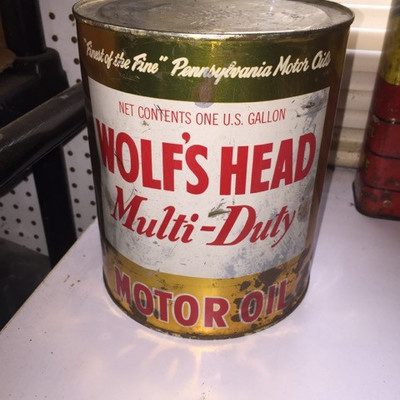 "Finest of the Fine" Pennsylvania Motor Oils
NET CONTENTS ONE U.S. GALLON
WOLF'S HEAD
Multi-Duty
MOTOR OIL